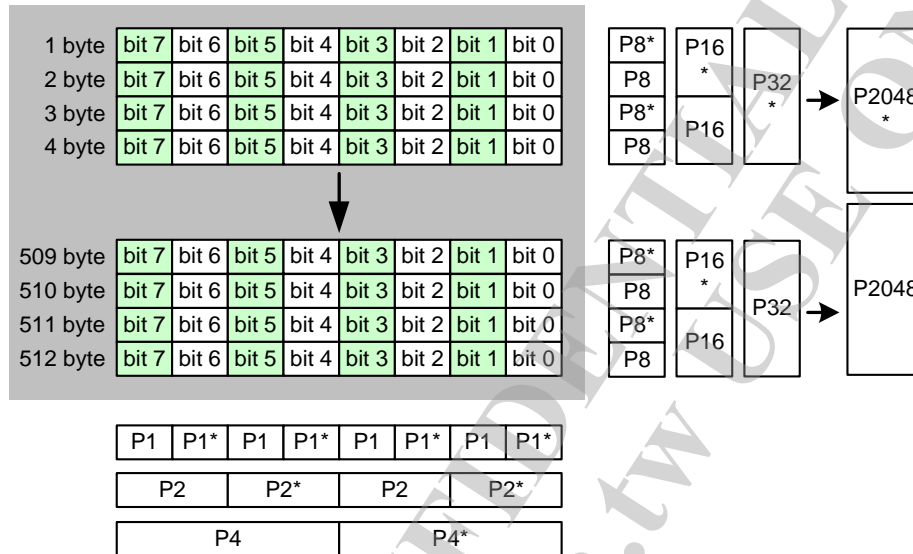 1 byte bit 7 bit 6 bit 5 bit 4 bit 3 bit 2 bit 1 bit 0 P8* P16
2 byte bit 7 bit 6 bit 5 bit 4 bit 3 bit 2 bit 1 bit 0 P8 * P32 P2048
3 byte bit 7 bit 6 bit 5 bit 4 bit 3 bit 2 bit 1 bit 0 P8* P16 * *
4 byte bit 7 bit 6 bit 5 bit 4 bit 3 bit 2 bit 1 bit 0 P8
509 byte bit 7 bit 6 bit 5 bit 4 bit 3 bit 2 bit 1 bit 0 P8* P16
510 byte bit 7 bit 6 bit 5 bit 4 bit 3 bit 2 bit 1 bit 0 P8 * P32 P2048
511 byte bit 7 bit 6 bit 5 bit 4 bit 3 bit 2 bit 1 bit 0 P8* P16
512 byte bit 7 bit 6 bit 5 bit 4 bit 3 bit 2 bit 1 bit 0 P8
P1 P1* P1 P1* P1 P1* P1 P1*
P2 P2* P2 P2*
P4 P4*